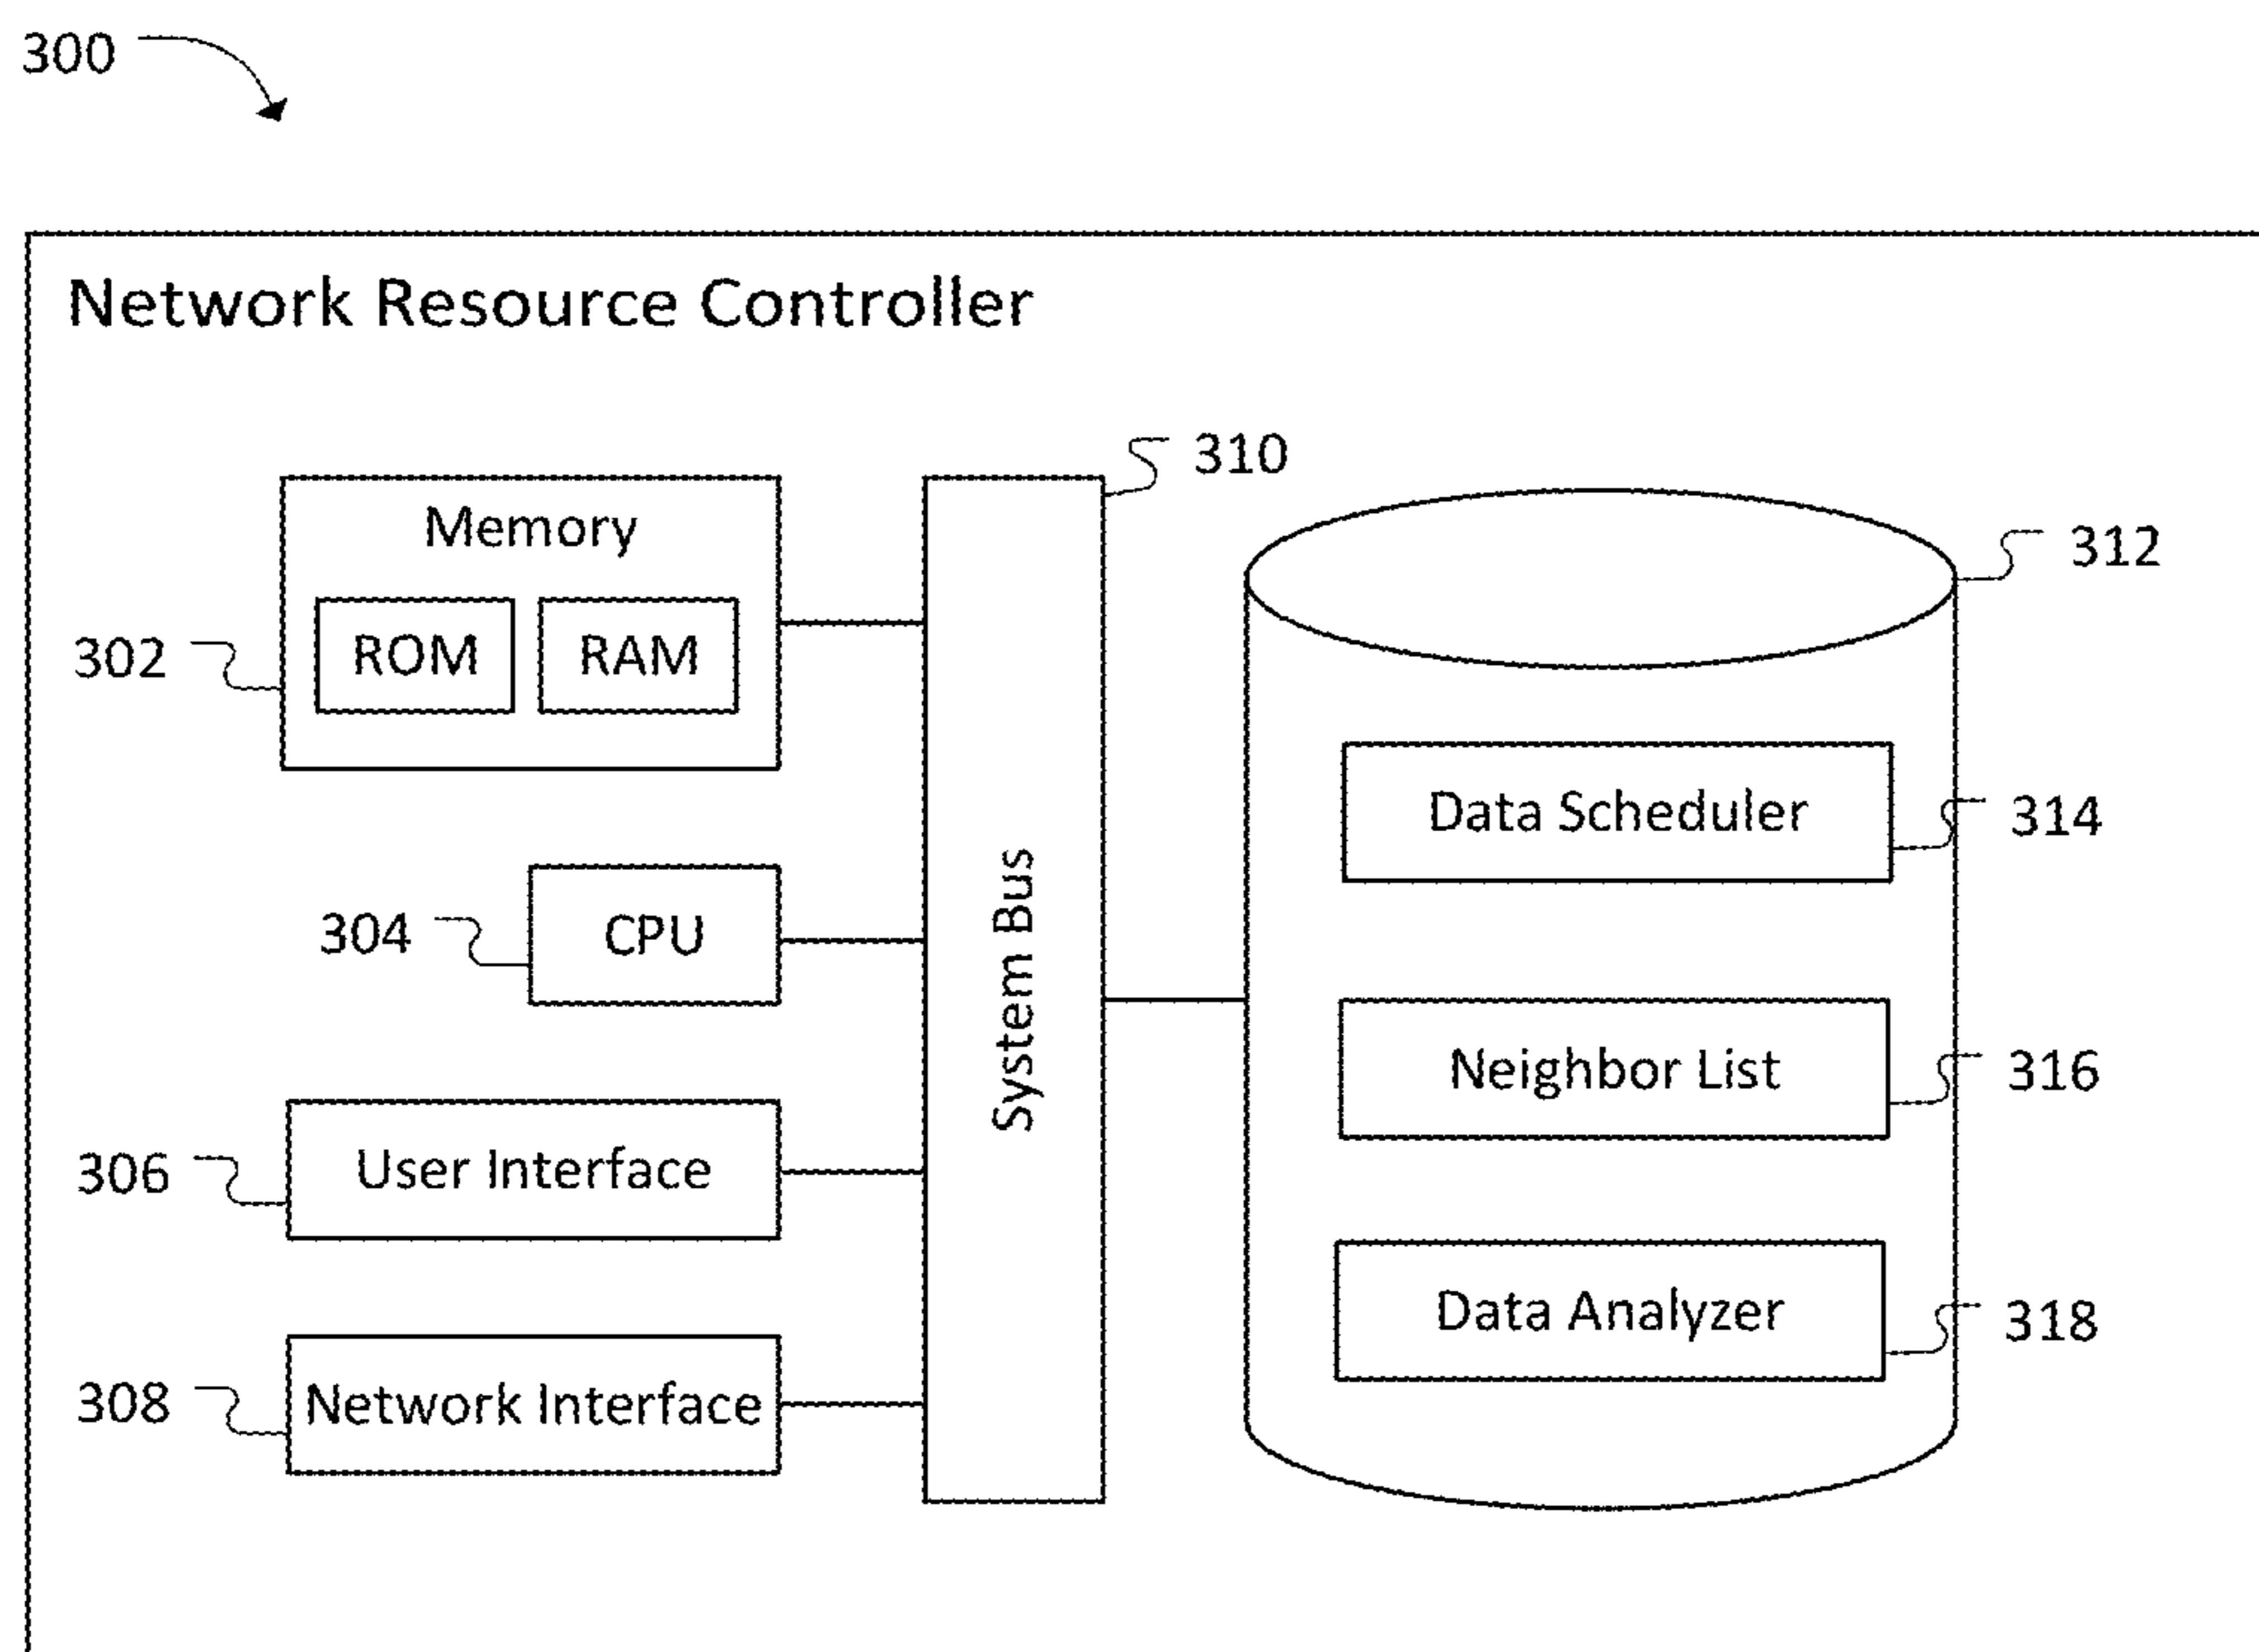 300
Network Resource Controller
310
Memory
312
ROM RAM
302
Data Scheduler
314
304
CPU
System Bus
Neighbor List
316
306
User Interface
Data Analyzer
318
308
Network Interface